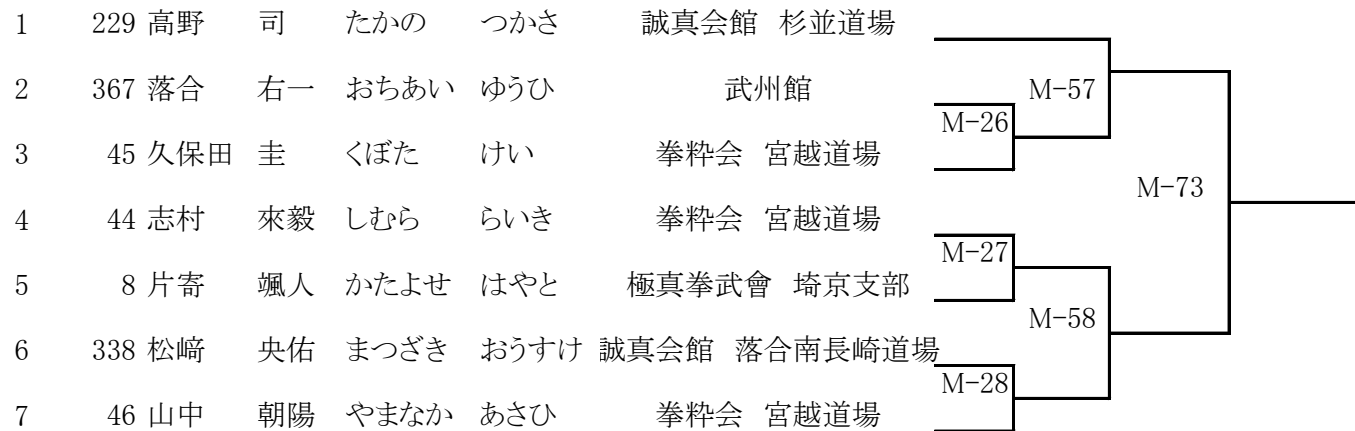 1 229 高野 司 たかの つかさ 誠真会館 杉並道場
2 367 落合 右一 おちあい ゆうひ 武州館 M-57
M-26
3 45 久保田 圭 くぼた けい 拳粋会 宮越道場
M-73
4 44 志村 來毅 しむら らいき 拳粋会 宮越道場
M-27
5 8 片寄 颯人 かたよせ はやと 極真拳武會 埼京支部
M-58
6 338 松﨑 央佑 まつざき おうすけ 誠真会館 落合南長崎道場
M-28
7 46 山中 朝陽 やまなか あさひ 拳粋会 宮越道場